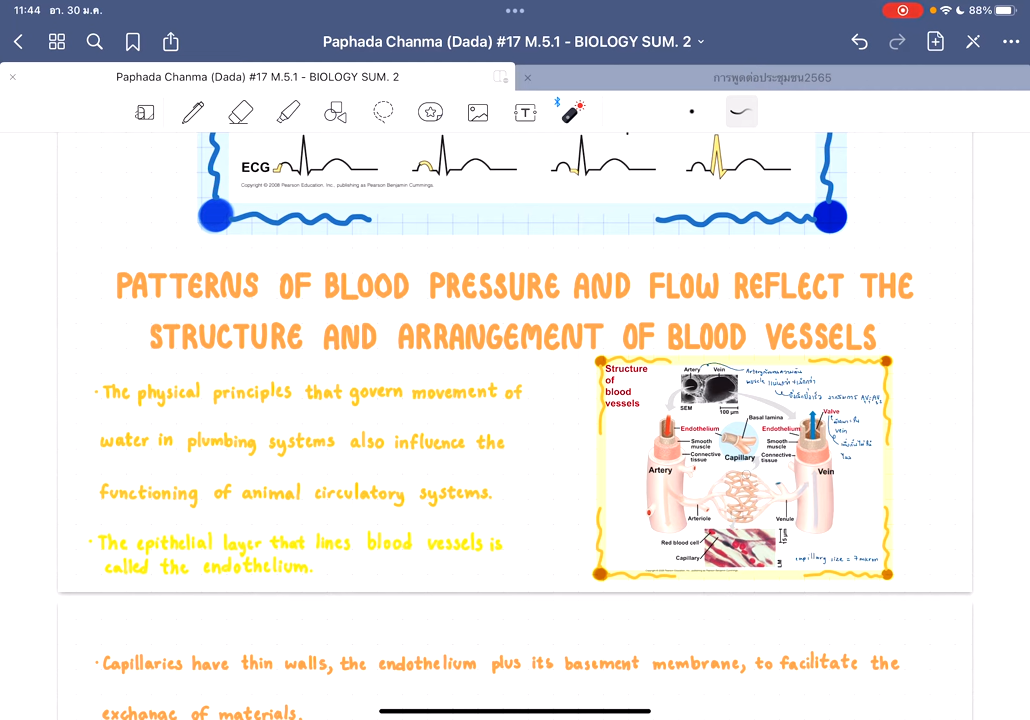 11:44 อา. 30 ม.ค.
88%
Paphada Chanma (Dada) #17 M.5.1 - BIOLOGY SUM. 2
Paphada Chanma (Dada) #17 M.5.1 - BIOLOGY SUM. 2
การพูดต่อประชุมชน2565
ECG
Copyright © 2008 Pearson Education, Inc., publishing as Pearson Benjamin Cummings.
PATTERNS OF BLOOD PRESSURE AND FLOW REFLECT THE
STRUCTURE AND ARRANGEMENT OF BLOOD VESSELS
· The physical principles that govern movement of
water in plumbing systems also influence the
functioning of animal circulatory systems.
· The epithelial layer that lines blood vessels is
called the endothelium.
Structure
of
blood
vessels
Artery
Vein
SEM
100 µm
Basal lamina
Endothelium
Smooth
muscle
Connective
tissue
Capillary
Endothelium
Smooth
muscle
Connective
tissue
Valve
vein
Artery
Vein
Arteriole
Venule
Red blood cell
Capillary
15 µm
LM
capillary size = 7 micron
· Capillaries have thin walls, the endothelium plus its basement membrane, to facilitate the
exchange of materials.